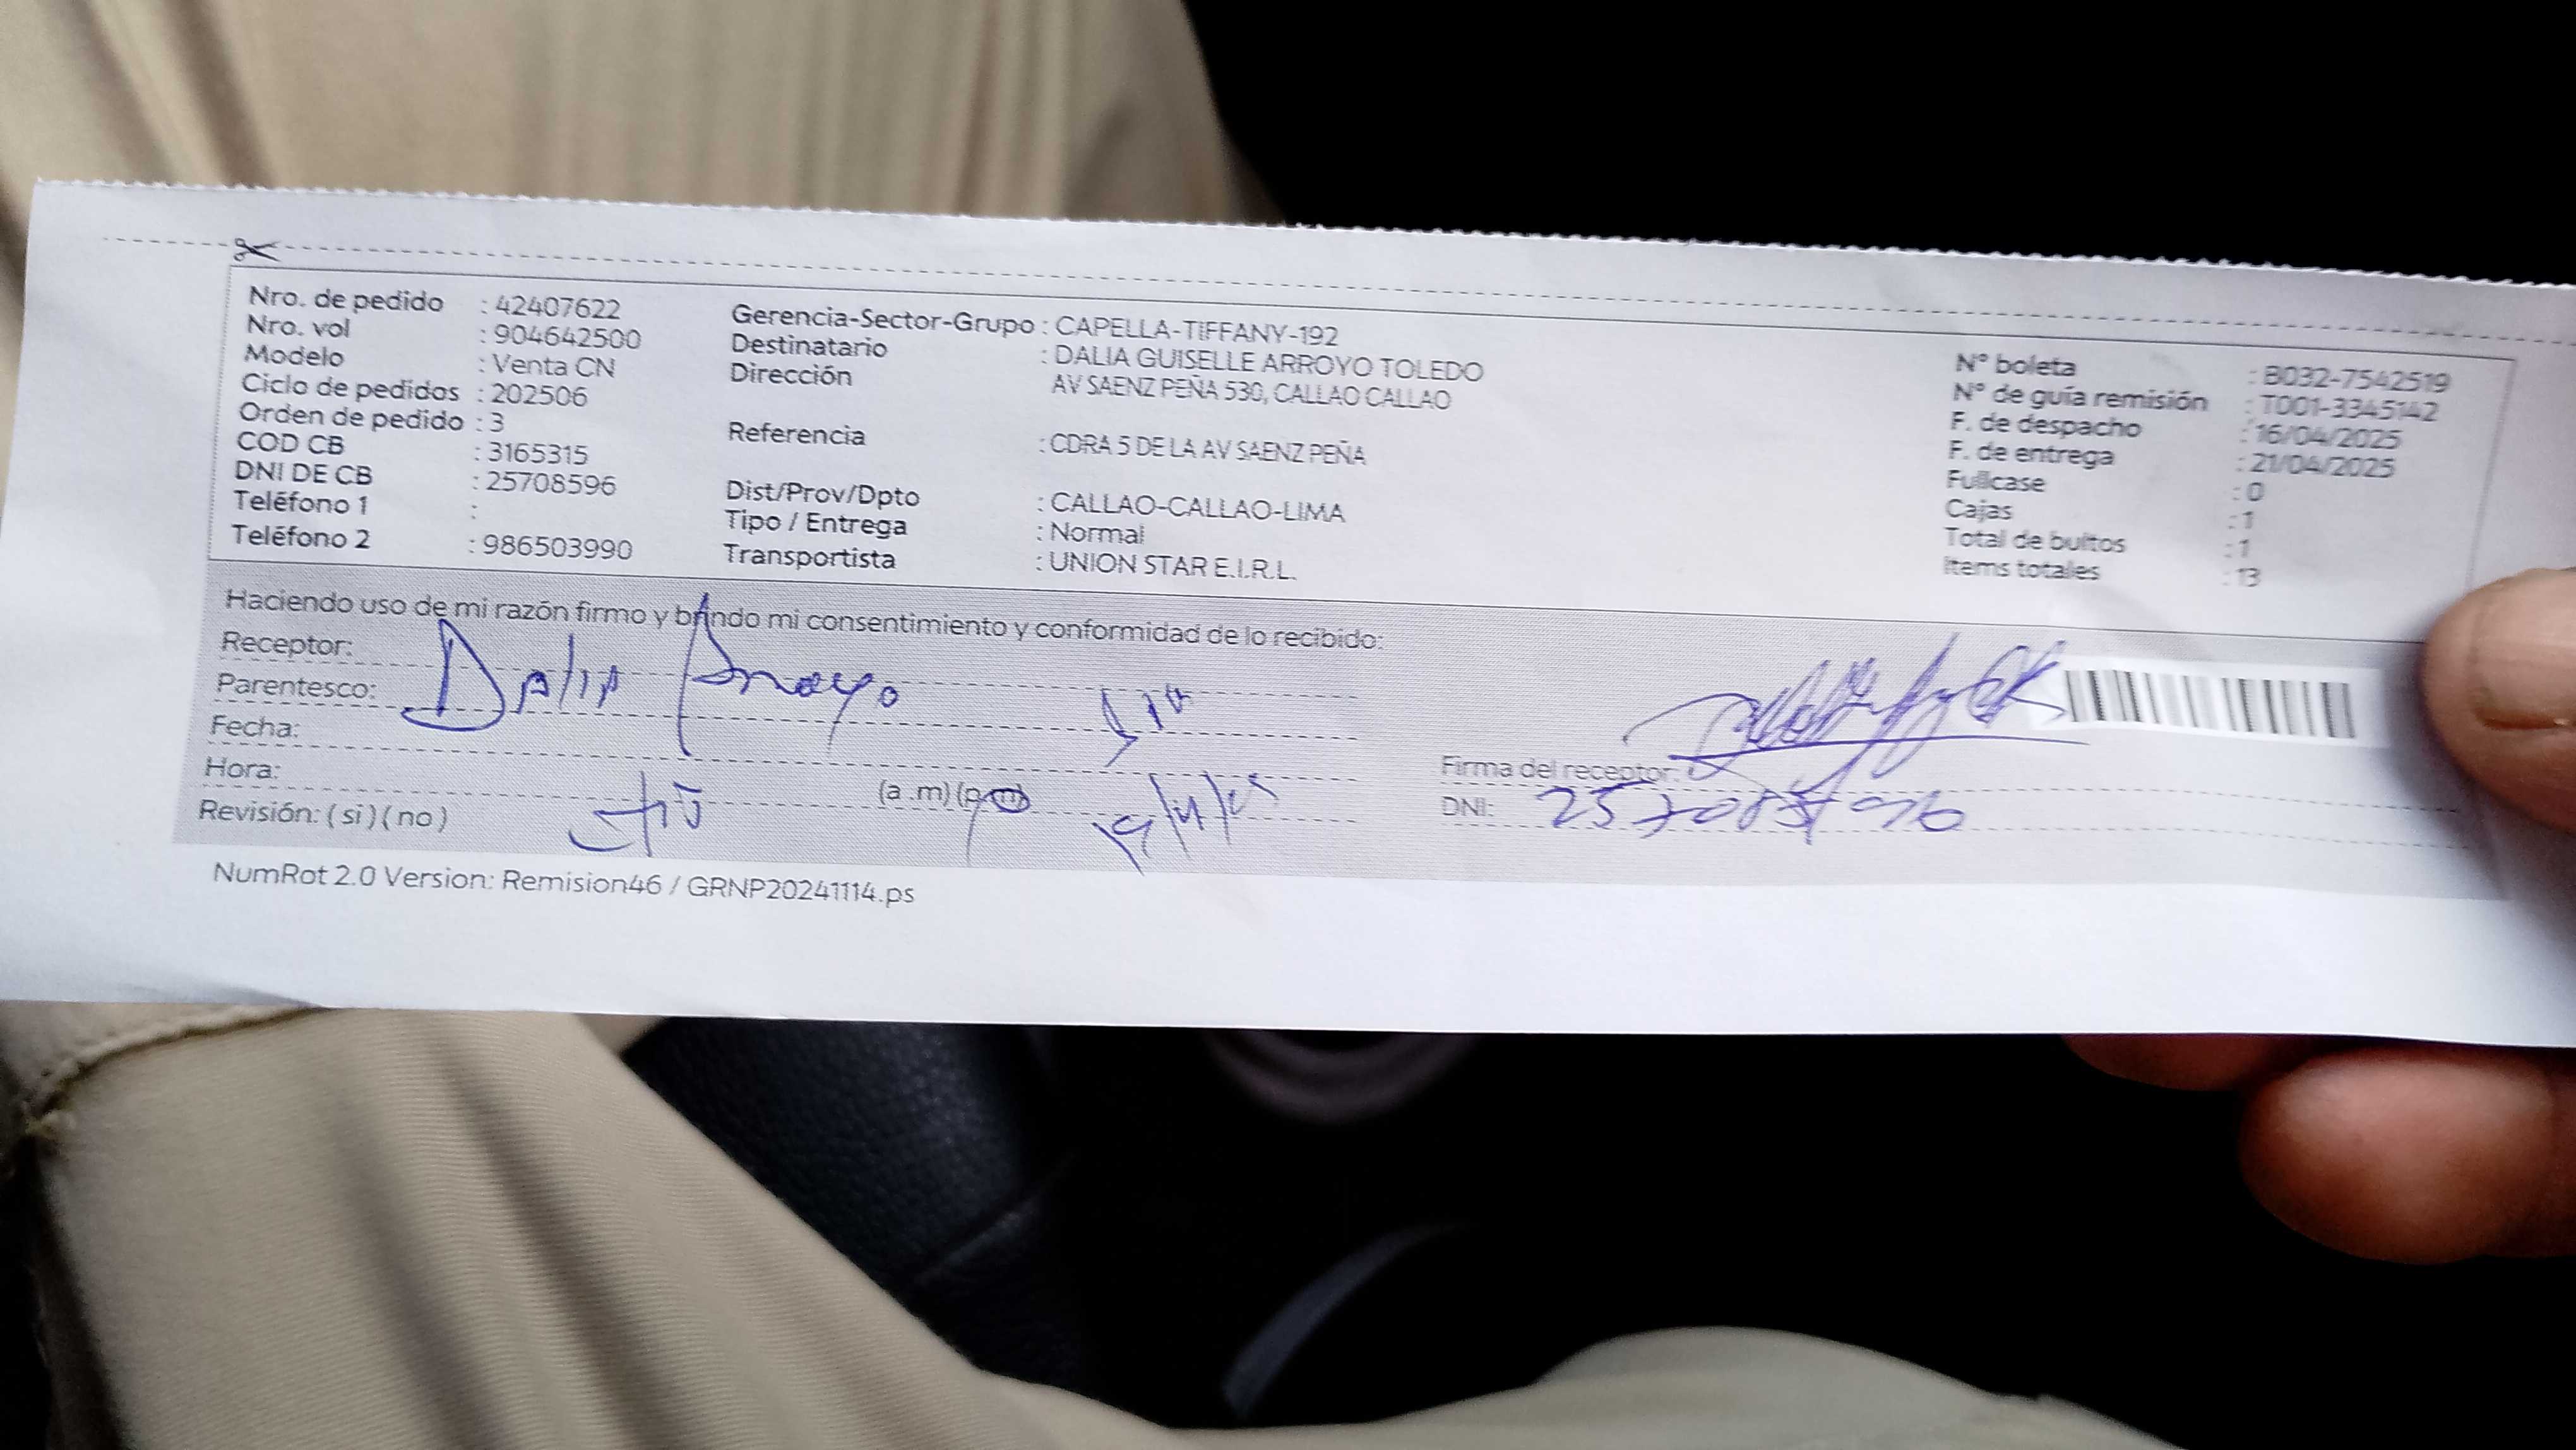 Nro. de pedido : 42407622
Nro. vol : 904642500
Modelo : Venta CN
Ciclo de pedidos : 202506
Orden de pedido : 3
COD CB : 3165315
DNI DE CB : 25708596
Teléfono 1 :
Teléfono 2 : 986503990
Gerencia-Sector-Grupo : CAPELLA-TIFFANY-192
Destinatario : DALIA GUISELLE ARROYO TOLEDO
Dirección AV SAENZ PEÑA 530, CALLAO CALLAO
Referencia : CDRA 5 DE LA AV SAENZ PEÑA
Dist/Prov/Dpto : CALLAO-CALLAO-LIMA
Tipo / Entrega : Normal
Transportista : UNION STAR E.I.R.L.
N° boleta : B032-7542519
N° de guía remisión : T001-3345142
F. de despacho : 16/04/2025
F. de entrega : 21/04/2025
Fullcase : 0
Cajas : 1
Total de bultos : 1
Items totales : 13
Haciendo uso de mi razón firmo y brindo mi consentimiento y conformidad de lo recibido:
Receptor: Dalia Arroyo
Parentesco:
Fecha:
Hora: (a .m) (p.m)
Revisión: ( si ) ( no )
Firma del receptor:
DNI:
NumRot 2.0 Version: Remision46 / GRNP20241114.ps